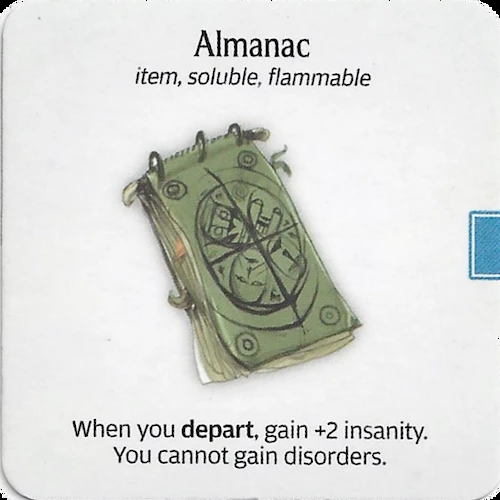 Almanac
item, soluble, flammable
When you depart, gain +2 insanity.
You cannot gain disorders.